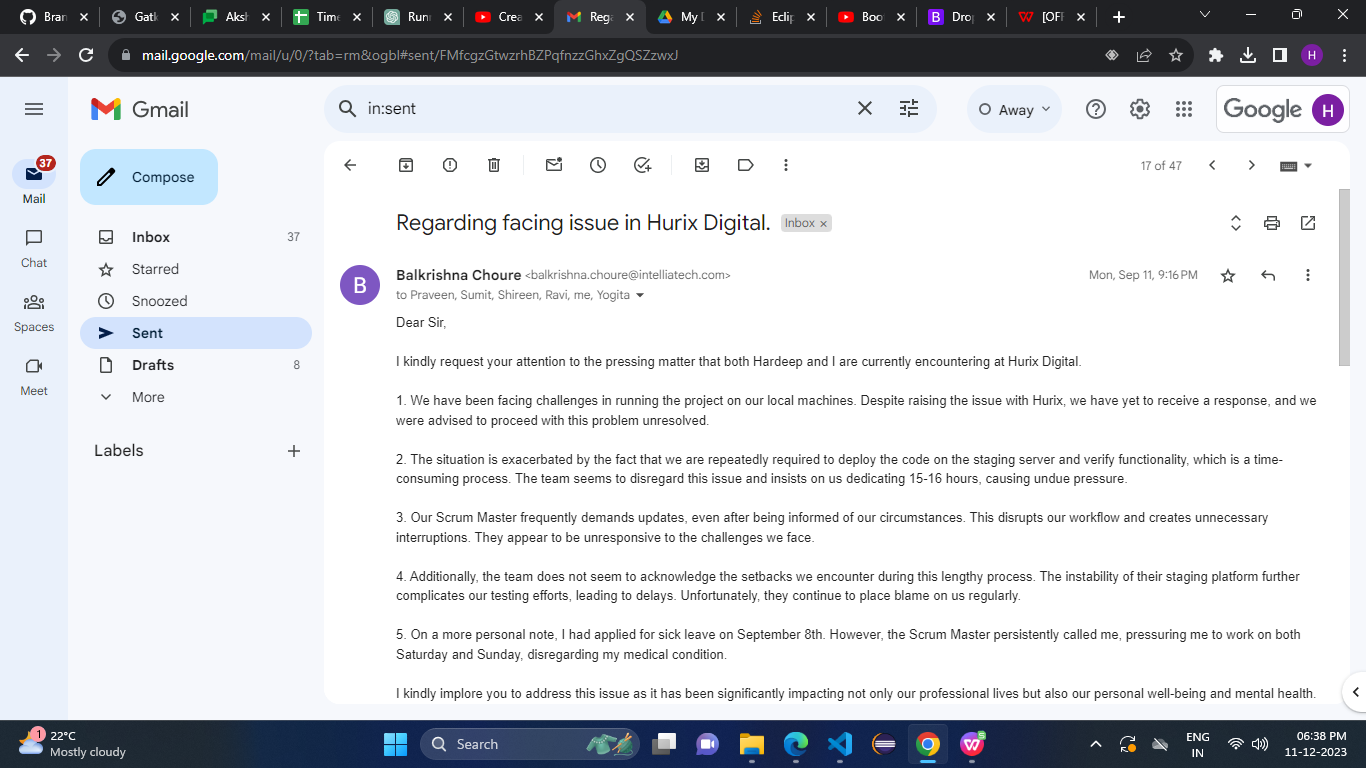 Bran
Gatl
Aksh
Time
Runr
Crea
Rega
My D
Eclip
Boo
Drop
[OFF
mail.google.com/mail/u/0/?tab=rm&ogbl#sent/FMfcgzGtwzrhBZPqfnzzGhxZgQSZzwxJ
H
Gmail
in:sent
Away
Google
H
37
Mail
Chat
Spaces
Meet
Compose
Inbox 37
Starred
Snoozed
Sent
Drafts 8
More
Labels
17 of 47
Regarding facing issue in Hurix Digital.
Inbox ×
B
Balkrishna Choure <balkrishna.choure@intelliatech.com>
Mon, Sep 11, 9:16 PM
to Praveen, Sumit, Shireen, Ravi, me, Yogita
Dear Sir,
I kindly request your attention to the pressing matter that both Hardeep and I are currently encountering at Hurix Digital.
1. We have been facing challenges in running the project on our local machines. Despite raising the issue with Hurix, we have yet to receive a response, and we
were advised to proceed with this problem unresolved.
2. The situation is exacerbated by the fact that we are repeatedly required to deploy the code on the staging server and verify functionality, which is a time-
consuming process. The team seems to disregard this issue and insists on us dedicating 15-16 hours, causing undue pressure.
3. Our Scrum Master frequently demands updates, even after being informed of our circumstances. This disrupts our workflow and creates unnecessary
interruptions. They appear to be unresponsive to the challenges we face.
4. Additionally, the team does not seem to acknowledge the setbacks we encounter during this lengthy process. The instability of their staging platform further
complicates our testing efforts, leading to delays. Unfortunately, they continue to place blame on us regularly.
5. On a more personal note, I had applied for sick leave on September 8th. However, the Scrum Master persistently called me, pressuring me to work on both
Saturday and Sunday, disregarding my medical condition.
I kindly implore you to address this issue as it has been significantly impacting not only our professional lives but also our personal well-being and mental health.
1
22°C
Mostly cloudy
Search
ENG
IN
06:38 PM
11-12-2023